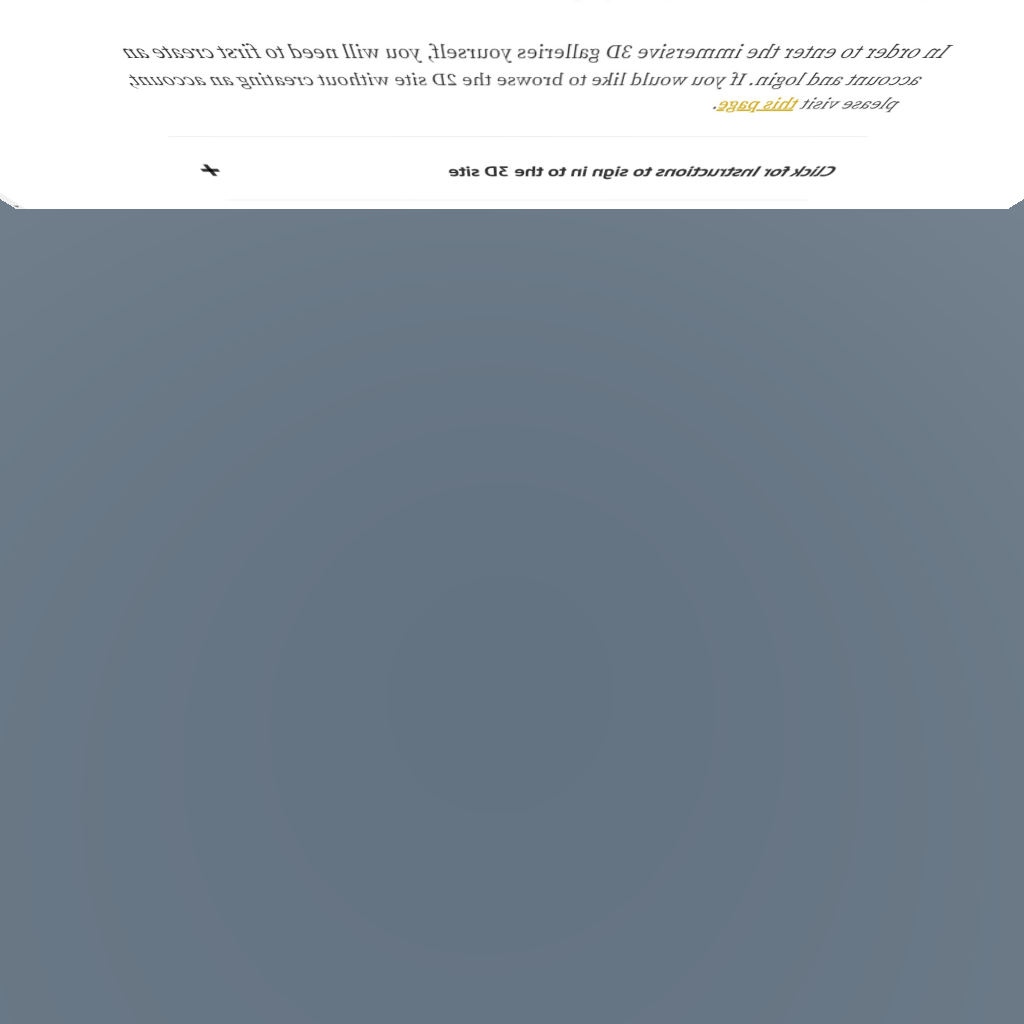 In order to enter the immersive 3D galleries yourself, you will need to first create an
account and login. If you would like to browse the 2D site without creating an account,
please visit this page.
Click for Instructions to sign in to the 3D site